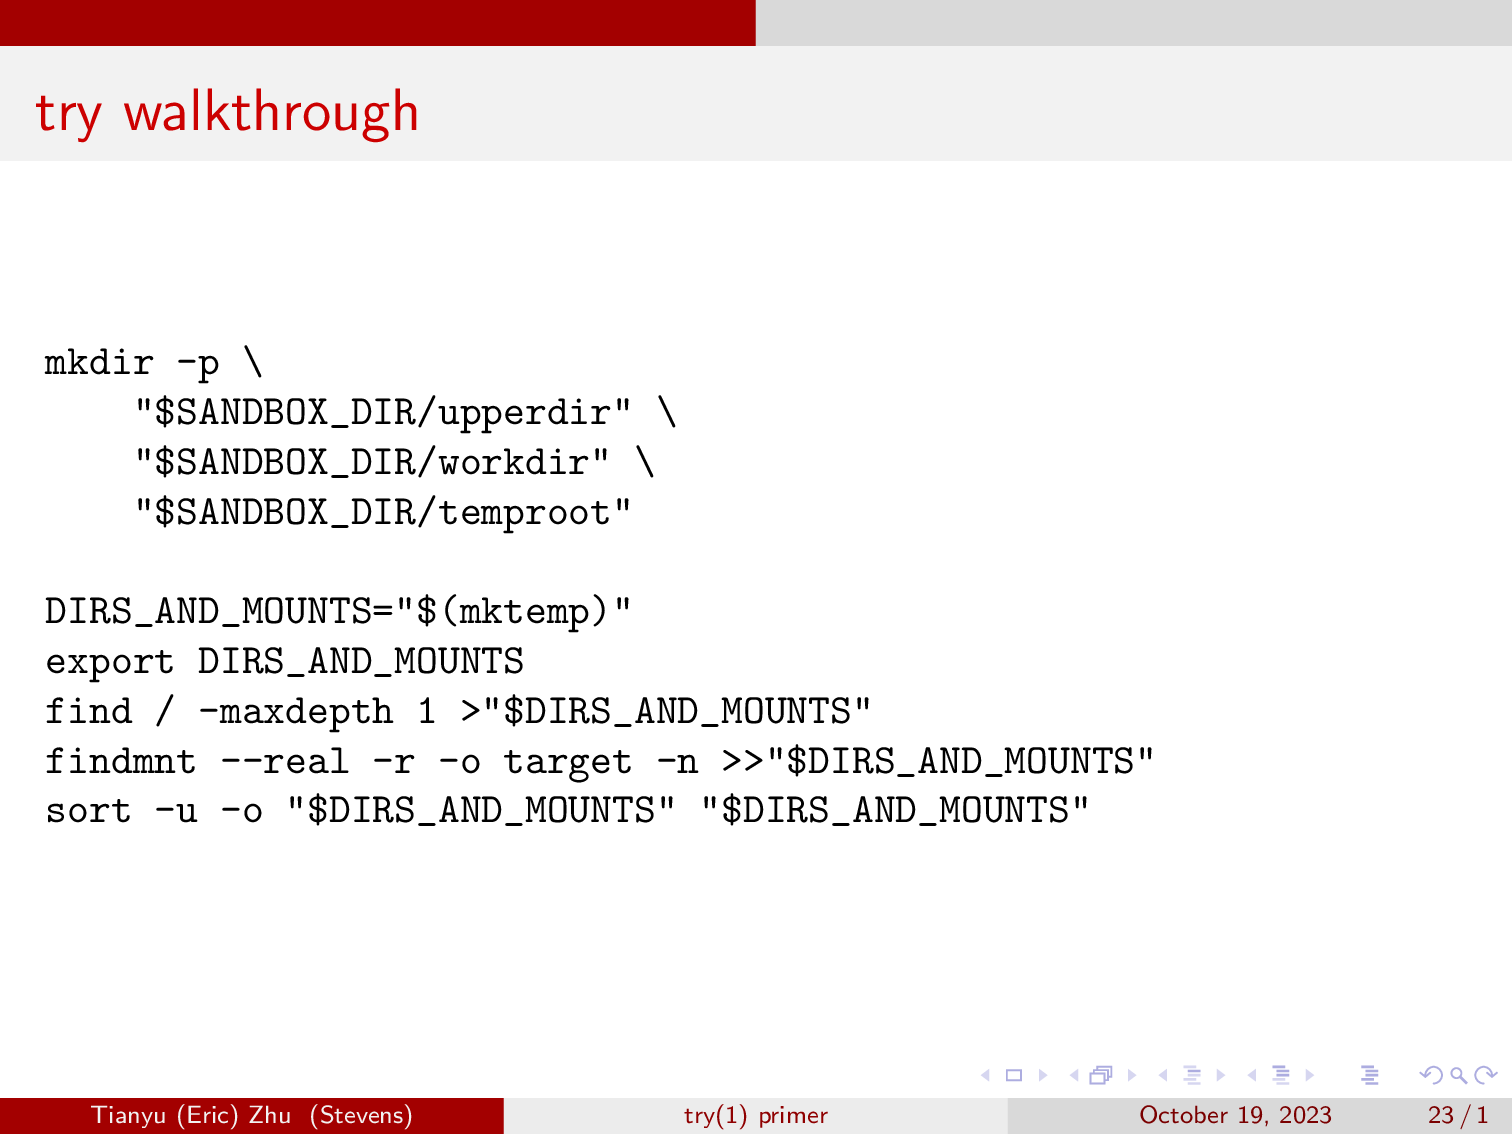 try walkthrough
mkdir -p \
    "$SANDBOX_DIR/upperdir" \
    "$SANDBOX_DIR/workdir" \
    "$SANDBOX_DIR/temproot"

DIRS_AND_MOUNTS="$(mktemp)"
export DIRS_AND_MOUNTS
find / -maxdepth 1 >"$DIRS_AND_MOUNTS"
findmnt --real -r -o target -n >>"$DIRS_AND_MOUNTS"
sort -u -o "$DIRS_AND_MOUNTS" "$DIRS_AND_MOUNTS"
Tianyu (Eric) Zhu (Stevens)
try(1) primer
October 19, 2023
23 / 1